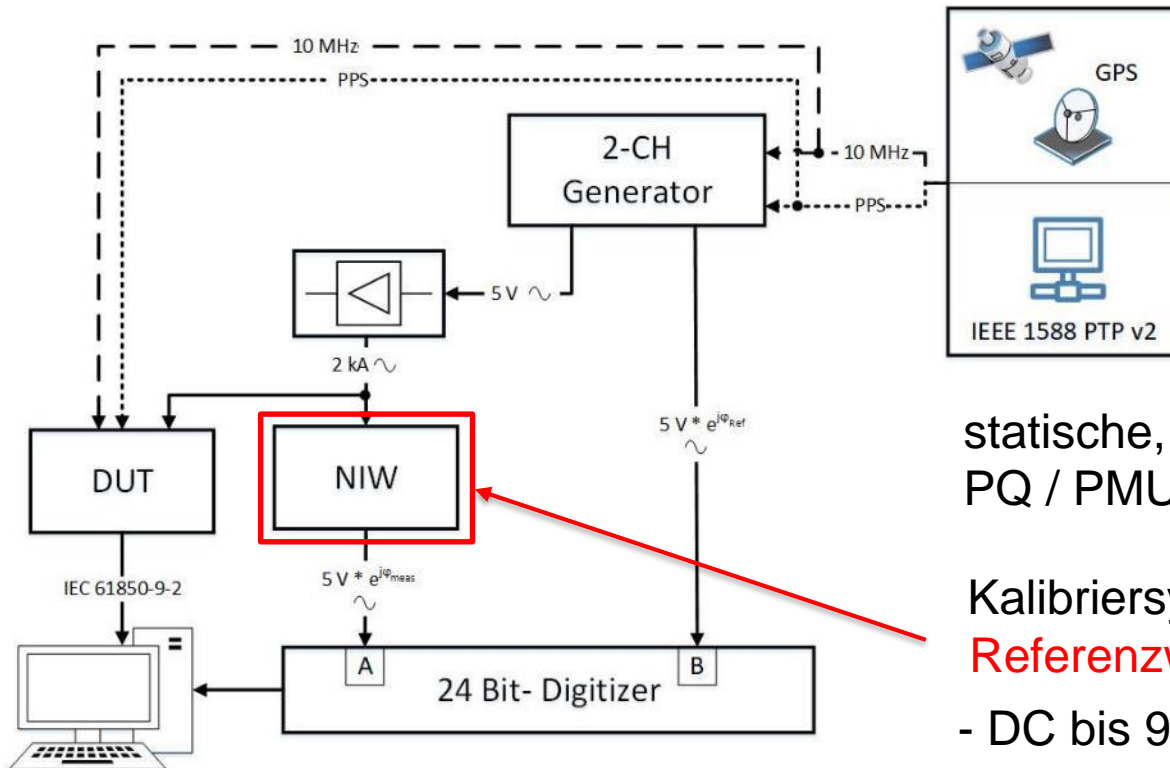 10 MHz
PPS
GPS
2-CH
Generator
10 MHz
PPS
5 V
IEEE 1588 PTP v2
2 kA
5 V * e^jφRef
DUT
NIW
statische,
PQ / PMU
IEC 61850-9-2
5 V * e^jφmeas
Kalibriersy
Referenzw
A
B
24 Bit- Digitizer
- DC bis 9